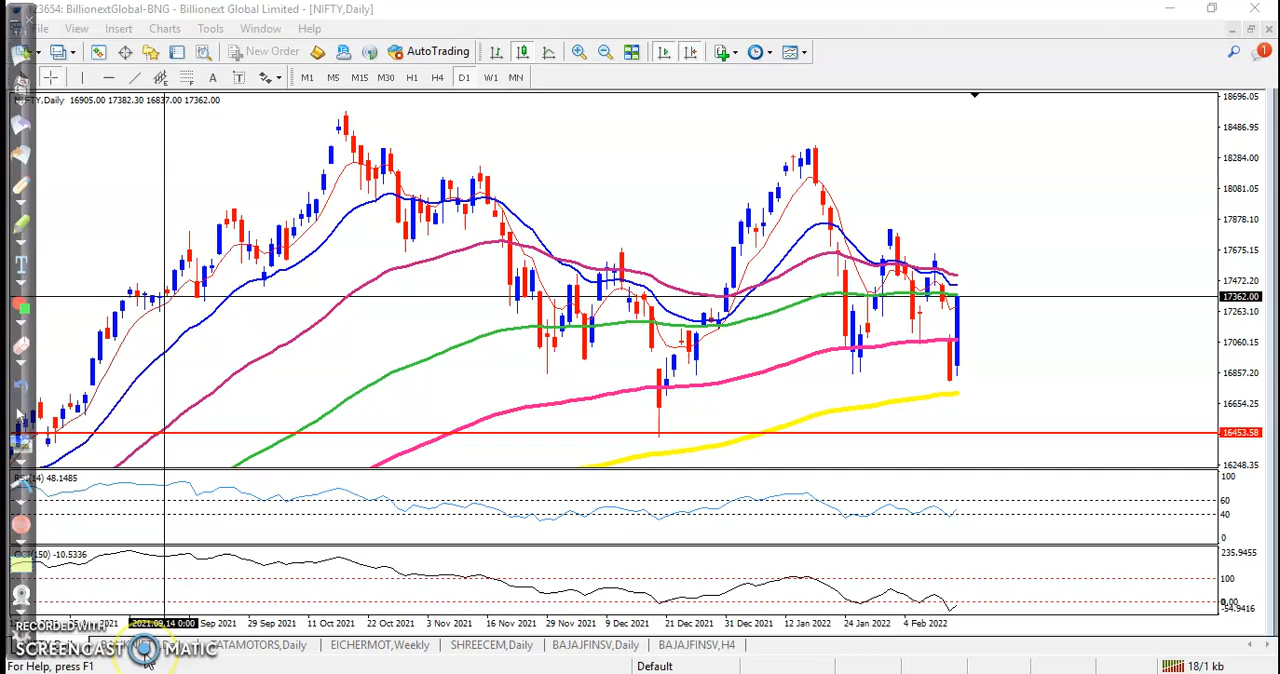 123654: BillionextGlobal-BNG - Billionext Global Limited - [NIFTY,Daily]
File View Insert Charts Tools Window Help
New Order AutoTrading
A T M1 M5 M15 M30 H1 H4 D1 W1 MN
NIFTY,Daily 16905.00 17382.30 16837.00 17362.00
18696.05
18486.95
18284.00
18081.05
17878.10
17675.15
17472.20
17362.00
17263.10
17060.15
16857.20
16654.25
16453.58
16248.35
RSI(14) 48.1485
100
60
40
0
CCI(150) -10.5336
235.9455
100
0.00
-54.9416
2021.09.14 0:00 Sep 2021 29 Sep 2021 11 Oct 2021 22 Oct 2021 3 Nov 2021 16 Nov 2021 29 Nov 2021 9 Dec 2021 21 Dec 2021 31 Dec 2021 12 Jan 2022 24 Jan 2022 4 Feb 2022
RECORDED WITH
SCREENCAST MATIC
TATAMOTORS,Daily EICHERMOT,Weekly SHREECEM,Daily BAJAJFINSV,Daily BAJAJFINSV,H4
For Help, press F1 Default 18/1 kb